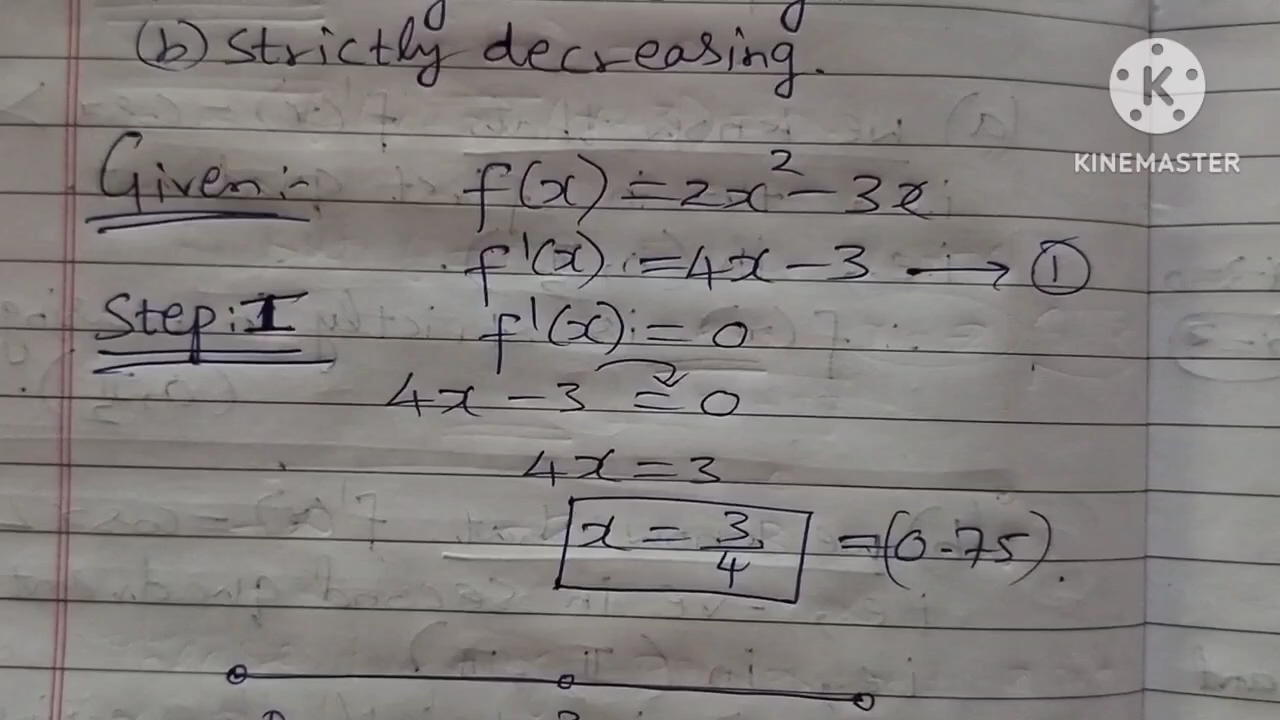 (b) strictly decreasing.
K
KINEMASTER
Given:- f(x) = 2x² - 3x
f'(x) = 4x - 3 → ①
Step: I f'(x) = 0
4x - 3 = 0
4x = 3
x = 3/4 = (0.75).